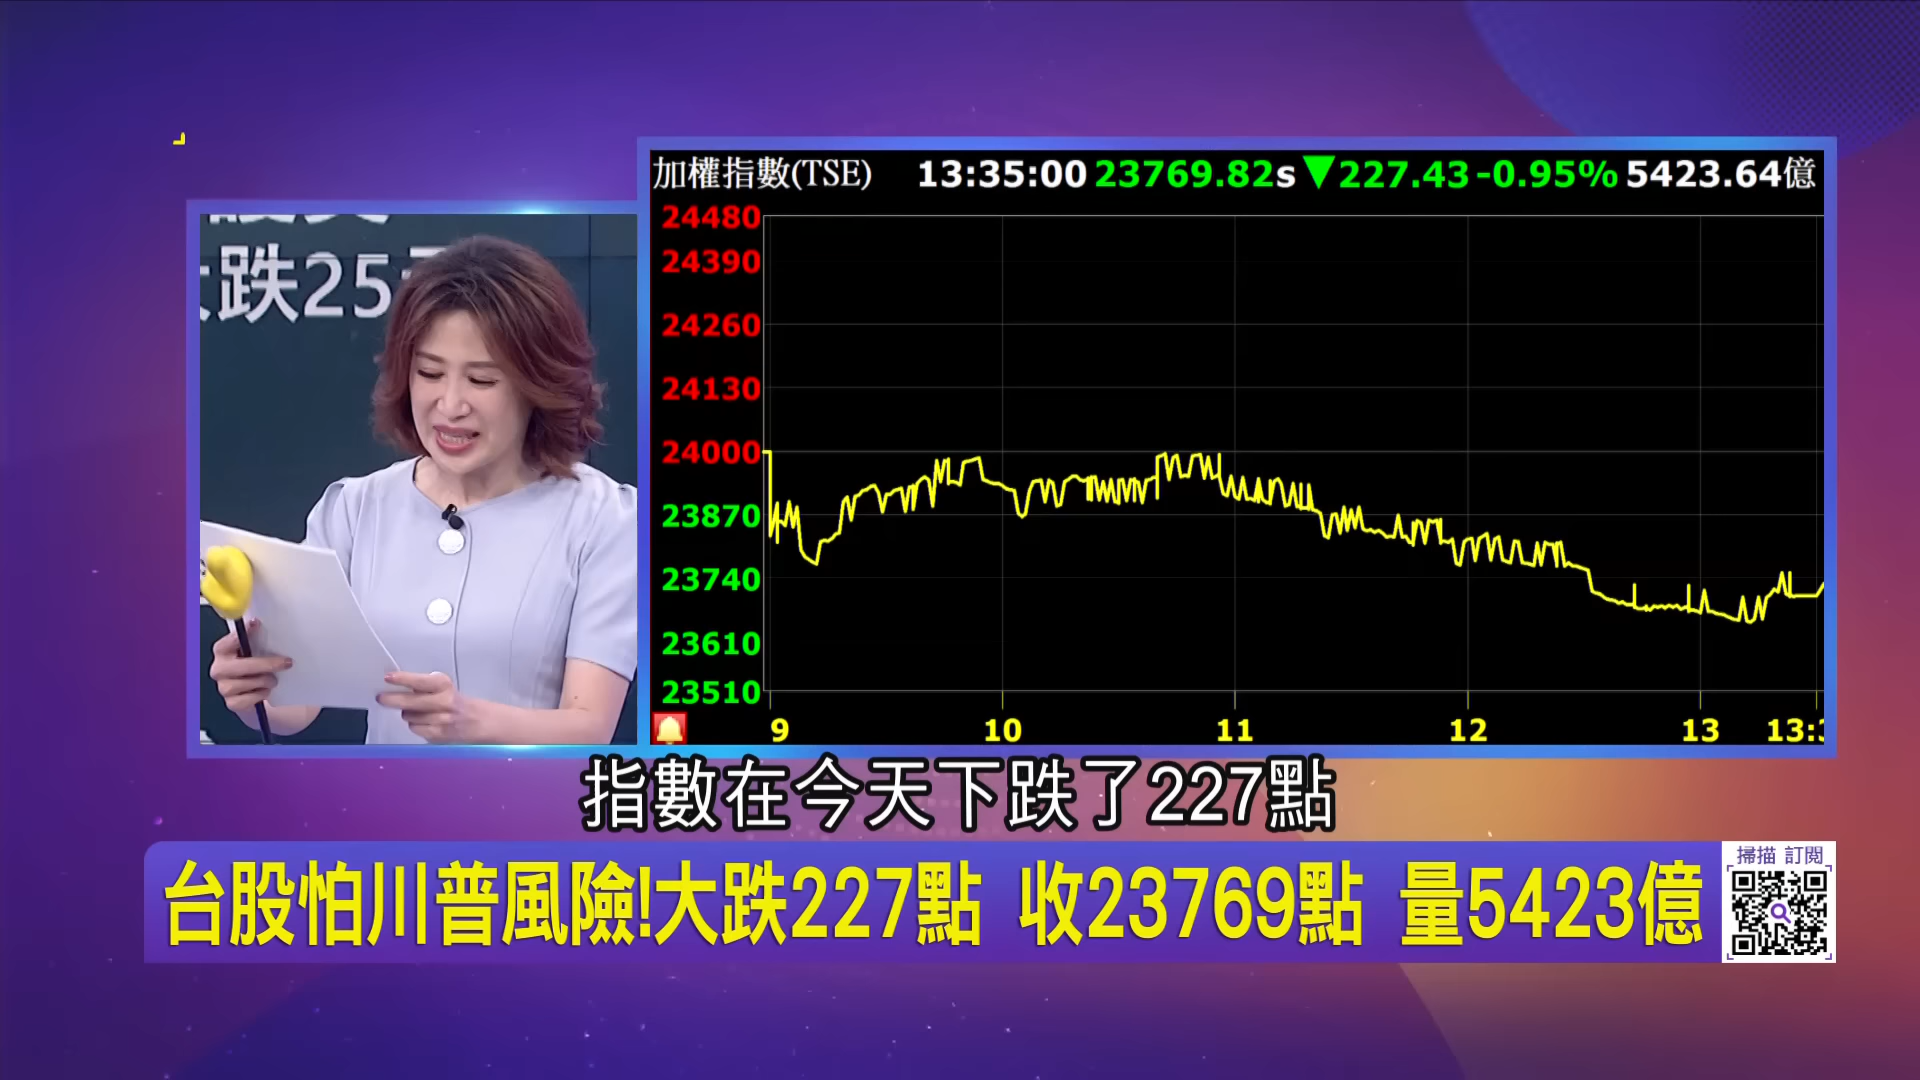 大跌25
加權指數(TSE) 13:35:00 23769.82s ▼227.43 -0.95% 5423.64億
24480
24390
24260
24130
24000
23870
23740
23610
23510
9 10 11 12 13
指數在今天下跌了227點
台股怕川普風險!大跌227點 收23769點 量5423億
掃描 訂閱